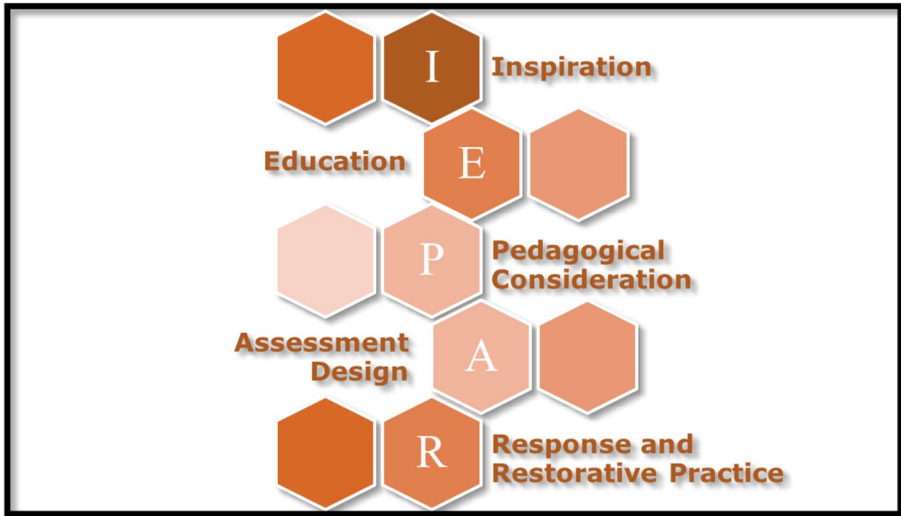 I
Inspiration
Education
E
P
Pedagogical
Consideration
Assessment
Design
A
R
Response and
Restorative Practice